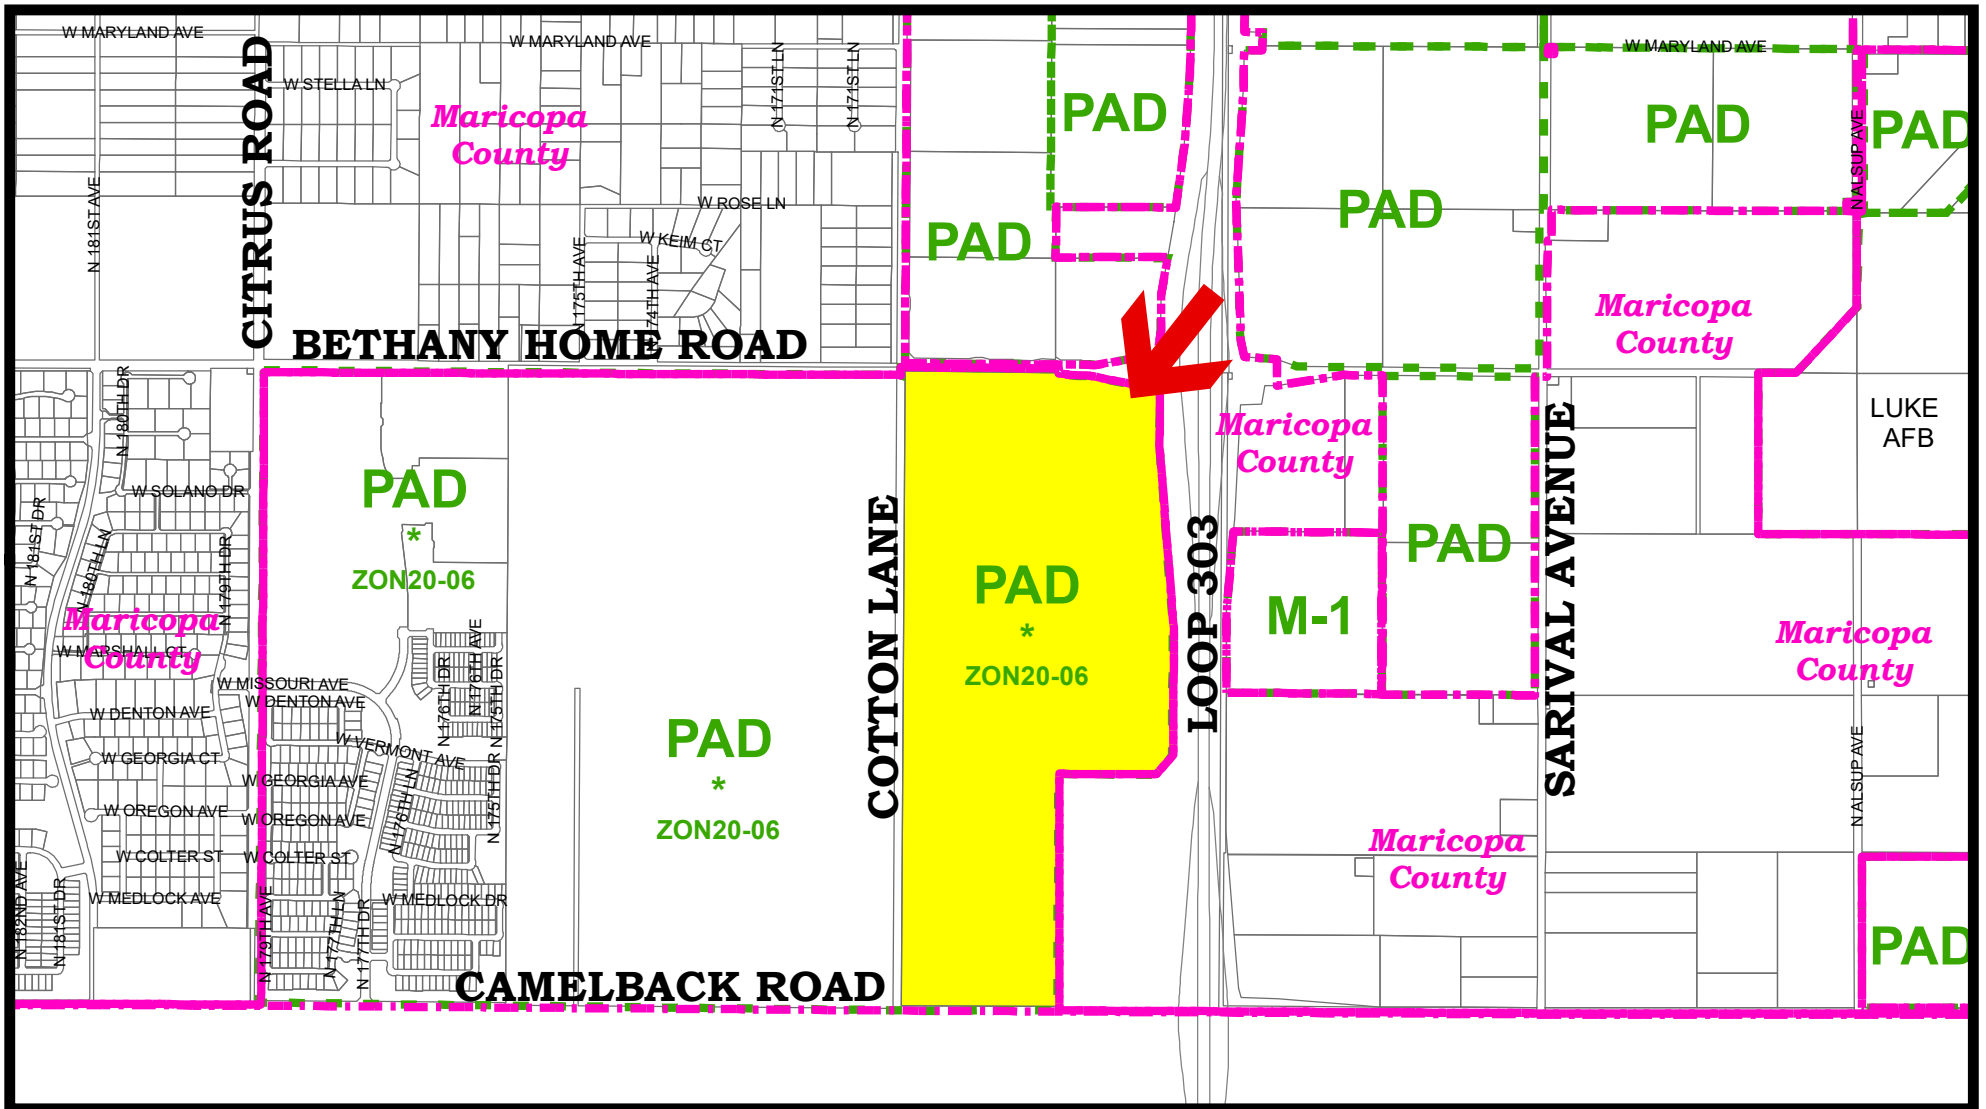 W MARYLAND AVE
W MARYLAND AVE
W MARYLAND AVE
CITRUS ROAD
W STELLA LN
Maricopa
County
N 171ST LN
N 171ST LN
PAD
PAD
PAD
N ALSUP AVE
N 181ST AVE
W ROSE LN
W KEIM CT
N 175TH AVE
N 174TH AVE
PAD
PAD
Maricopa
County
BETHANY HOME ROAD
N 180TH DR
LUKE
AFB
Maricopa
County
PAD
*
ZON20-06
W SOLANO DR
N 181ST DR
N 180TH LN
N 179TH DR
Maricopa
County
W MARSHALL CT
COTTON LANE
PAD
*
ZON20-06
LOOP 303
M-1
PAD
SARIVAL AVENUE
Maricopa
County
W MISSOURI AVE
W DENTON AVE
W DENTON AVE
N 176TH DR
N 176TH AVE
N 175TH DR
W VERMONT AVE
W GEORGIA CT
W GEORGIA AVE
N 176TH LN
N 175TH DR
PAD
*
ZON20-06
W OREGON AVE
W OREGON AVE
N ALSUP AVE
W COLTER ST
W COLTER ST
Maricopa
County
W MEDLOCK AVE
W MEDLOCK DR
N 182ND AVE
N 181ST DR
N 179TH AVE
N 177TH LN
N 177TH DR
PAD
CAMELBACK ROAD